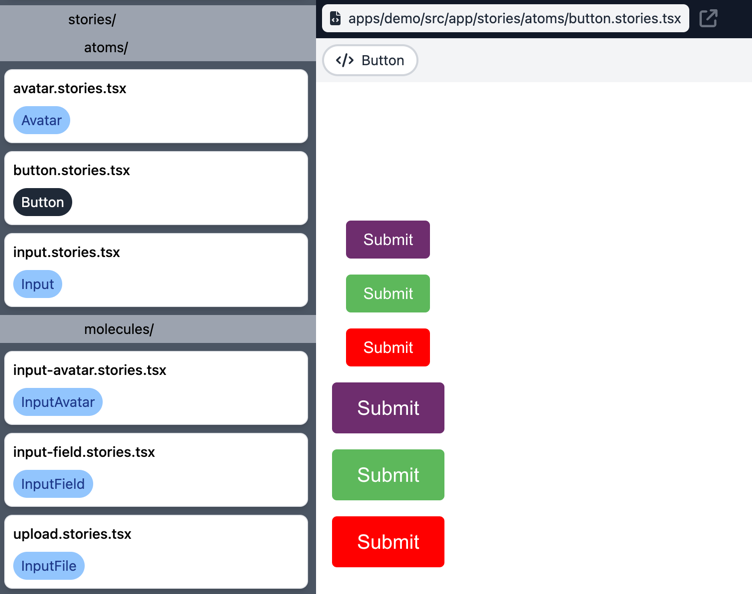 stories/
atoms/
avatar.stories.tsx
Avatar
button.stories.tsx
Button
input.stories.tsx
Input
molecules/
input-avatar.stories.tsx
InputAvatar
input-field.stories.tsx
InputField
upload.stories.tsx
InputFile
apps/demo/src/app/stories/atoms/button.stories.tsx
</> Button
Submit
Submit
Submit
Submit
Submit
Submit